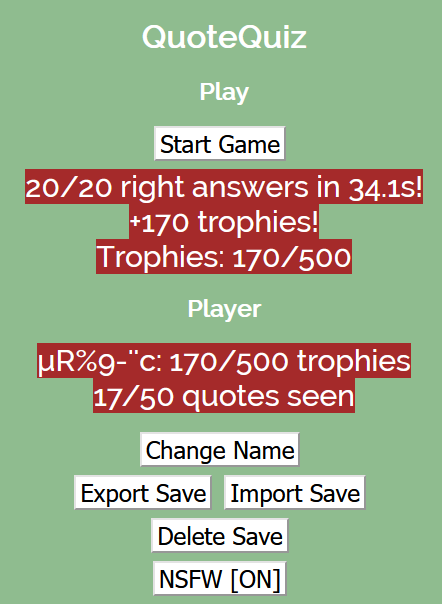 QuoteQuiz
Play
Start Game
20/20 right answers in 34.1s!
+170 trophies!
Trophies: 170/500
Player
µR%9-¨c: 170/500 trophies
17/50 quotes seen
Change Name
Export Save Import Save
Delete Save
NSFW [ON]